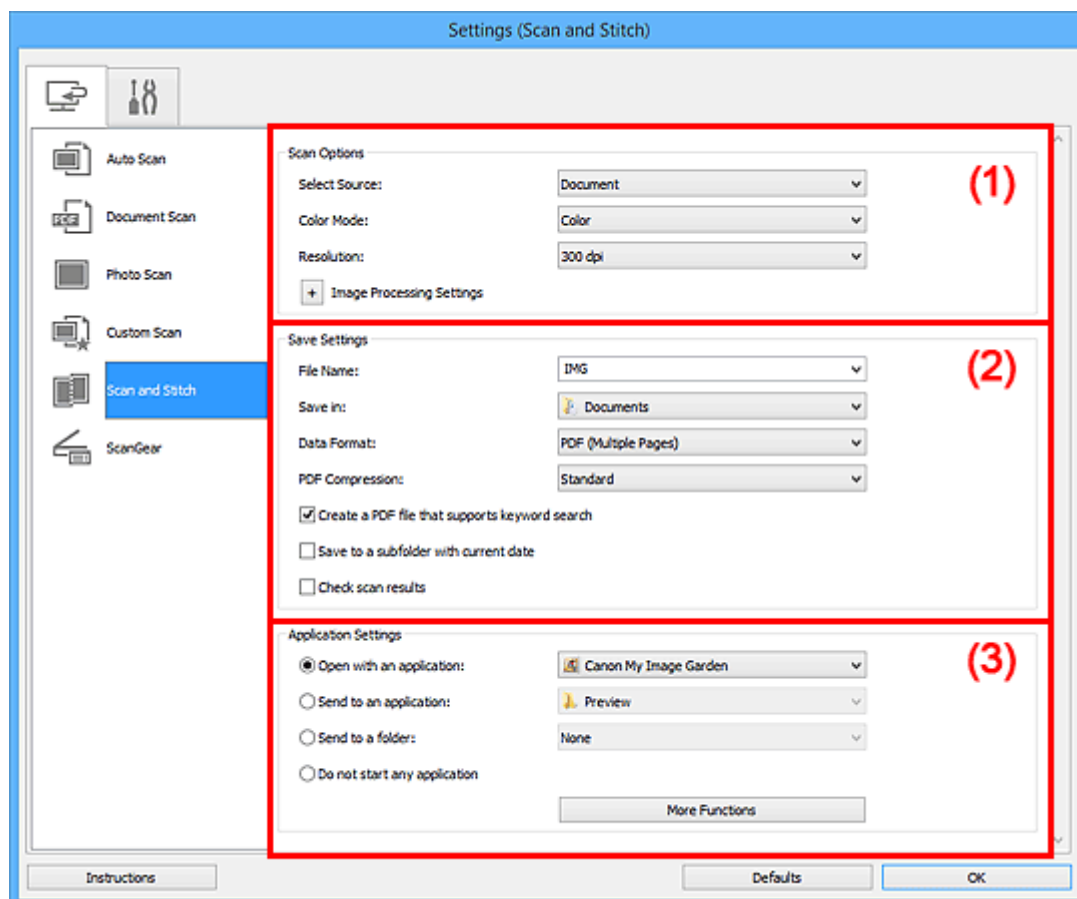 Settings (Scan and Stitch)
Auto Scan
PDF
Document Scan
Photo Scan
Custom Scan
Scan and Stitch
ScanGear
Scan Options
(1)
Select Source: Document
Color Mode: Color
Resolution: 300 dpi
+ Image Processing Settings
Save Settings
(2)
File Name: IMG
Save in: Documents
Data Format: PDF (Multiple Pages)
PDF Compression: Standard
Create a PDF file that supports keyword search
Save to a subfolder with current date
Check scan results
Application Settings
(3)
Open with an application: Canon My Image Garden
Send to an application: Preview
Send to a folder: None
Do not start any application
More Functions
Instructions Defaults OK